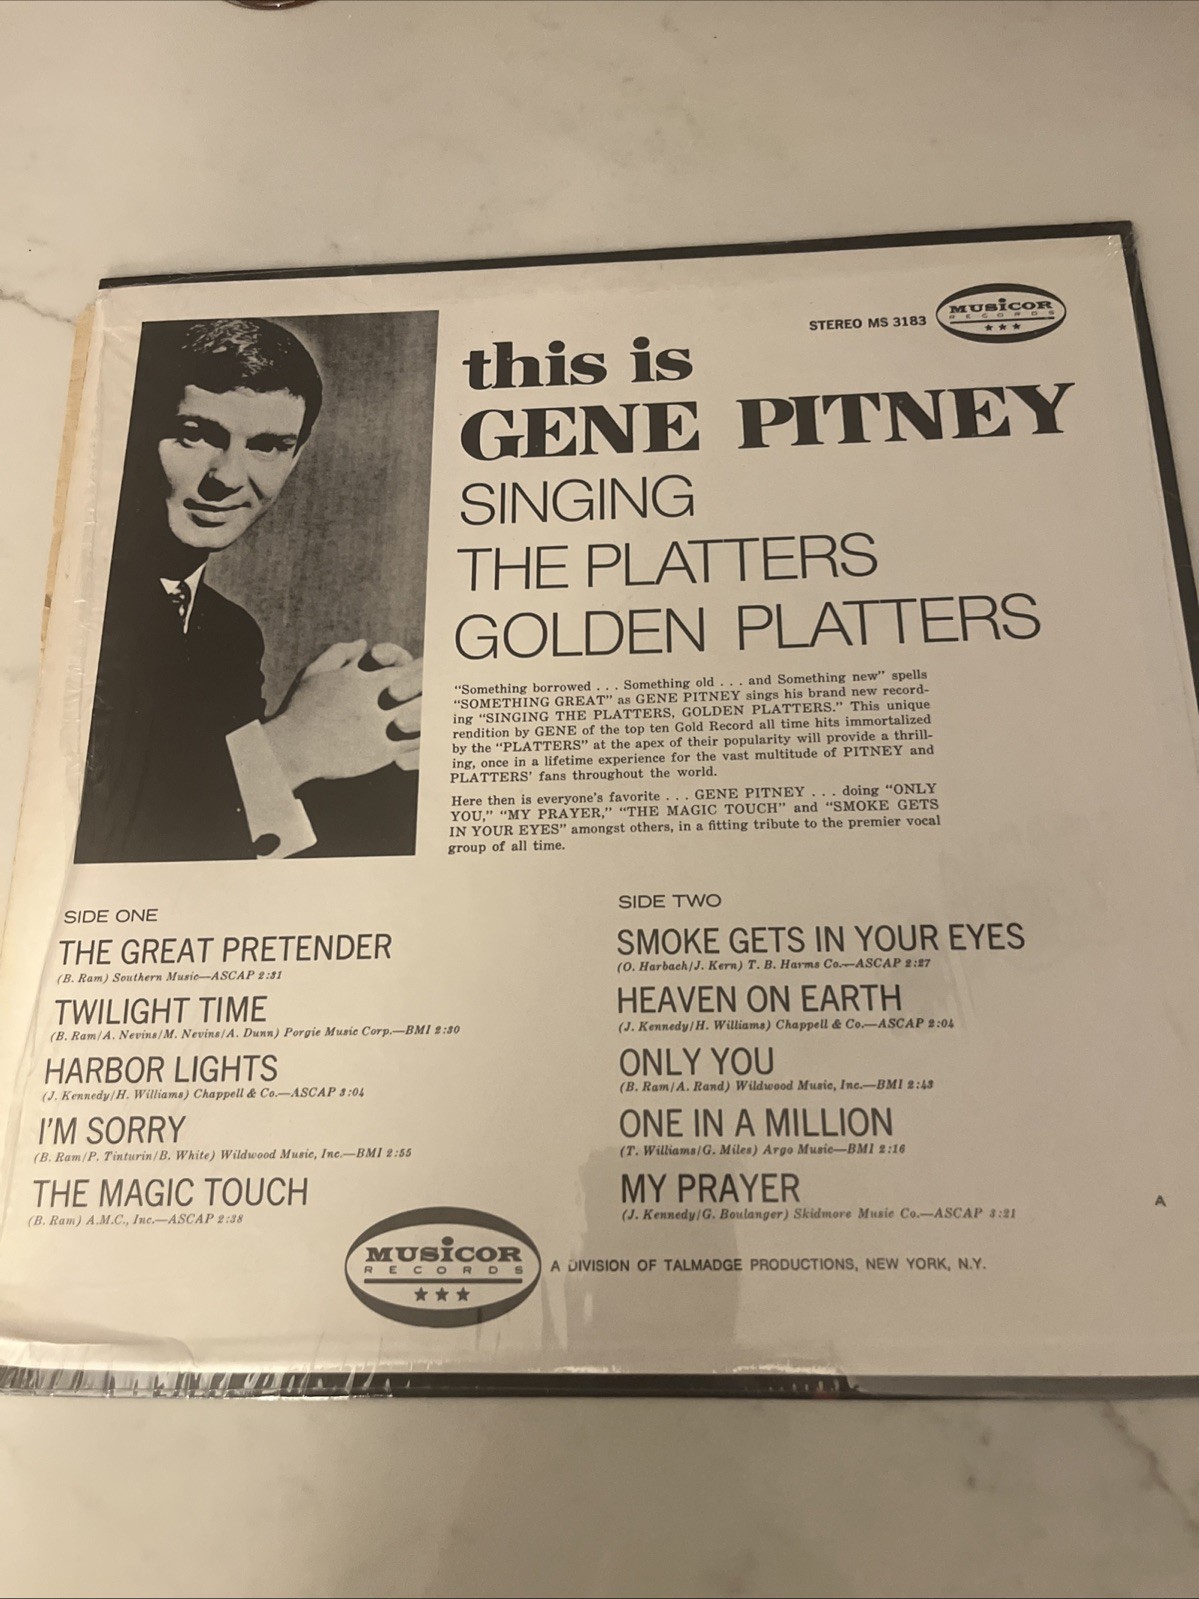 STEREO MS 3183
MUSICOR
RECORDS
this is
GENE PITNEY
SINGING
THE PLATTERS
GOLDEN PLATTERS
"Something borrowed . . . Something old . . . and Something new" spells
"SOMETHING GREAT" as GENE PITNEY sings his brand new record-
ing "SINGING THE PLATTERS, GOLDEN PLATTERS." This unique
rendition by GENE of the top ten Gold Record all time hits immortalized
by the "PLATTERS" at the apex of their popularity will provide a thrill-
ing, once in a lifetime experience for the vast multitude of PITNEY and
PLATTERS' fans throughout the world.
Here then is everyone's favorite . . . GENE PITNEY . . . doing "ONLY
YOU," "MY PRAYER," "THE MAGIC TOUCH" and "SMOKE GETS
IN YOUR EYES" amongst others, in a fitting tribute to the premier vocal
group of all time.
SIDE ONE
THE GREAT PRETENDER
(B. Ram) Southern Music—ASCAP 2:31
TWILIGHT TIME
(B. Ram/A. Nevins/M. Nevins/A. Dunn) Porgie Music Corp.—BMI 2:30
HARBOR LIGHTS
(J. Kennedy/H. Williams) Chappell & Co.—ASCAP 3:04
I'M SORRY
(B. Ram/P. Tinturin/B. White) Wildwood Music, Inc.—BMI 2:55
THE MAGIC TOUCH
(B. Ram) A.M.C., Inc.—ASCAP 2:38
SIDE TWO
SMOKE GETS IN YOUR EYES
(O. Harbach/J. Kern) T. B. Harms Co.—ASCAP 2:27
HEAVEN ON EARTH
(J. Kennedy/H. Williams) Chappell & Co.—ASCAP 2:04
ONLY YOU
(B. Ram/A. Rand) Wildwood Music, Inc.—BMI 2:43
ONE IN A MILLION
(T. Williams/G. Miles) Argo Music—BMI 2:16
MY PRAYER
(J. Kennedy/G. Boulanger) Skidmore Music Co.—ASCAP 3:21
A
MUSICOR
RECORDS
A DIVISION OF TALMADGE PRODUCTIONS, NEW YORK, N.Y.